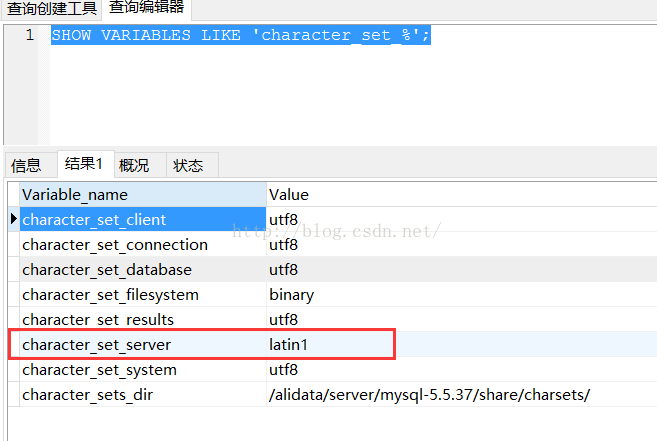 查询创建工具 查询编辑器
1 SHOW VARIABLES LIKE 'character_set_%';
信息 结果1 概况 状态
Variable_name Value
character_set_client utf8
http://blog.csdn.net/
character_set_connection utf8
character_set_database utf8
character_set_filesystem binary
character_set_results utf8
character_set_server latin1
character_set_system utf8
character_sets_dir /alidata/server/mysql-5.5.37/share/charsets/